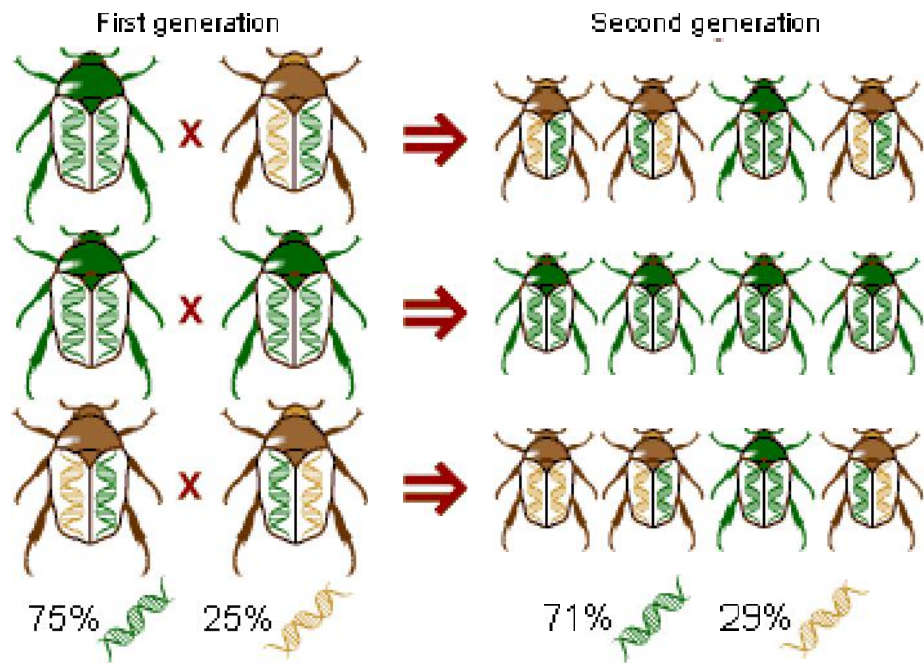 First generation
Second generation
x
x
x
75%
25%
71%
29%